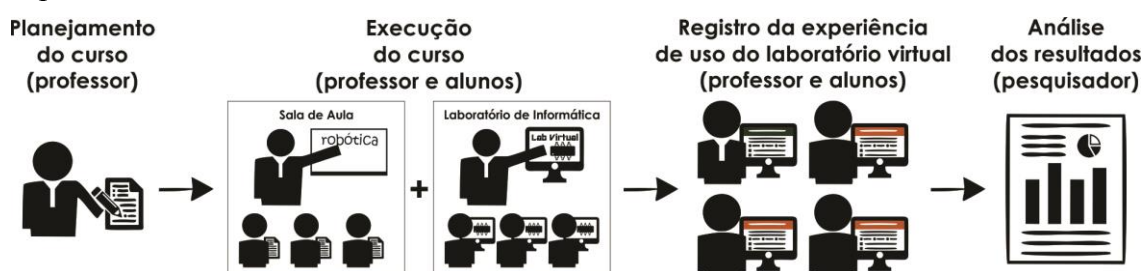 Planejamento
do curso
(professor)
Execução
do curso
(professor e alunos)
Sala de Aula
robótica
Laboratório de Informática
Lab Virtual
Registro da experiência
de uso do laboratório virtual
(professor e alunos)
Análise
dos resultados
(pesquisador)